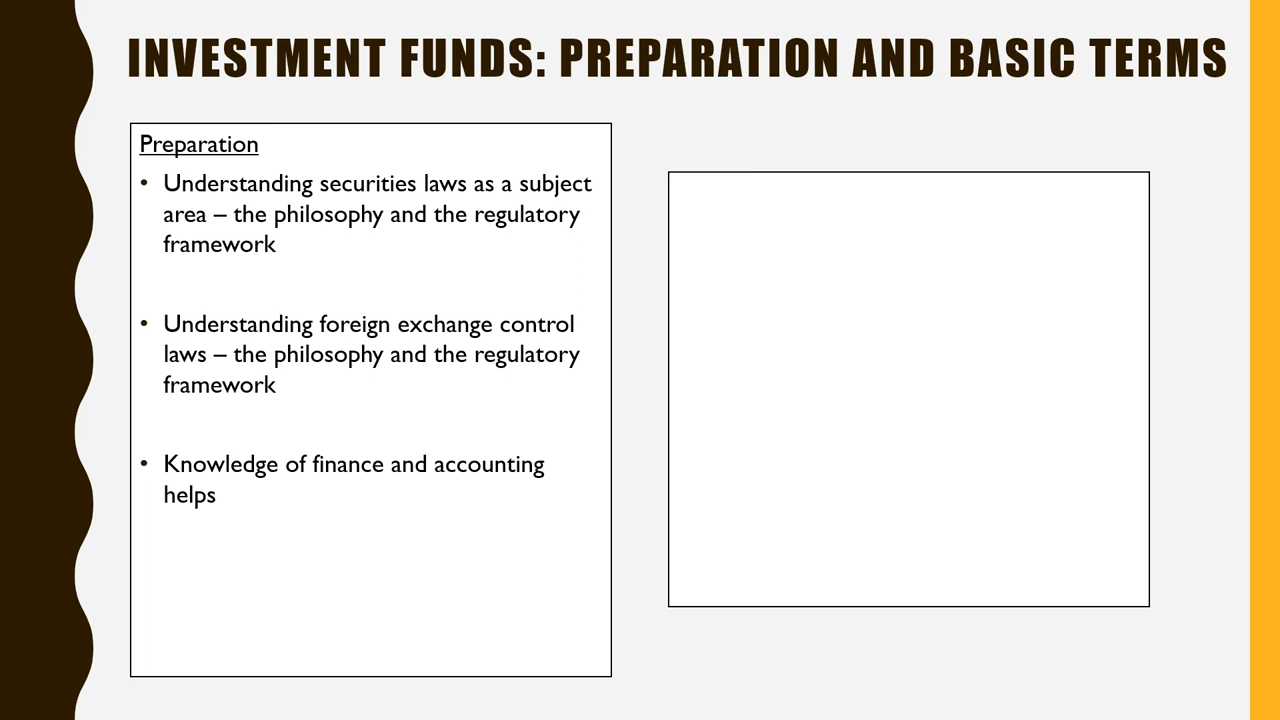 INVESTMENT FUNDS: PREPARATION AND BASIC TERMS
Preparation
• Understanding securities laws as a subject
area – the philosophy and the regulatory
framework
• Understanding foreign exchange control
laws – the philosophy and the regulatory
framework
• Knowledge of finance and accounting
helps